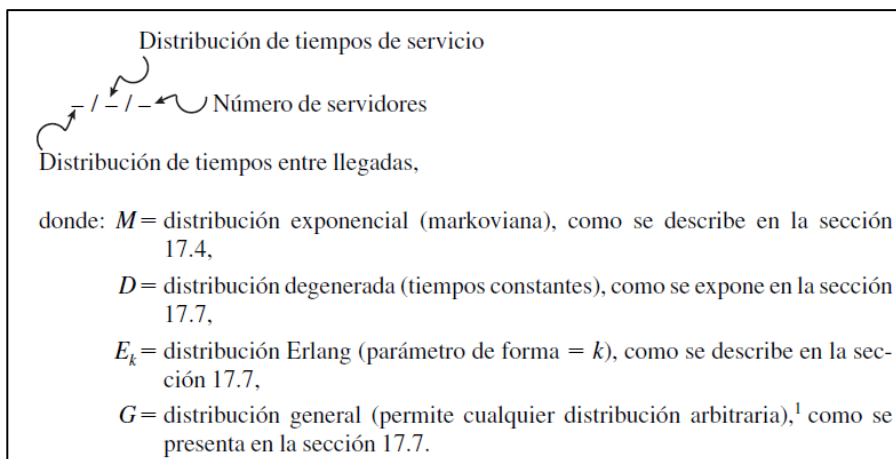 Distribución de tiempos de servicio
– / – / – Número de servidores
Distribución de tiempos entre llegadas,
donde: M = distribución exponencial (markoviana), como se describe en la sección
17.4,
D = distribución degenerada (tiempos constantes), como se expone en la sección
17.7,
Eₖ = distribución Erlang (parámetro de forma = k), como se describe en la sec-
ción 17.7,
G = distribución general (permite cualquier distribución arbitraria),¹ como se
presenta en la sección 17.7.